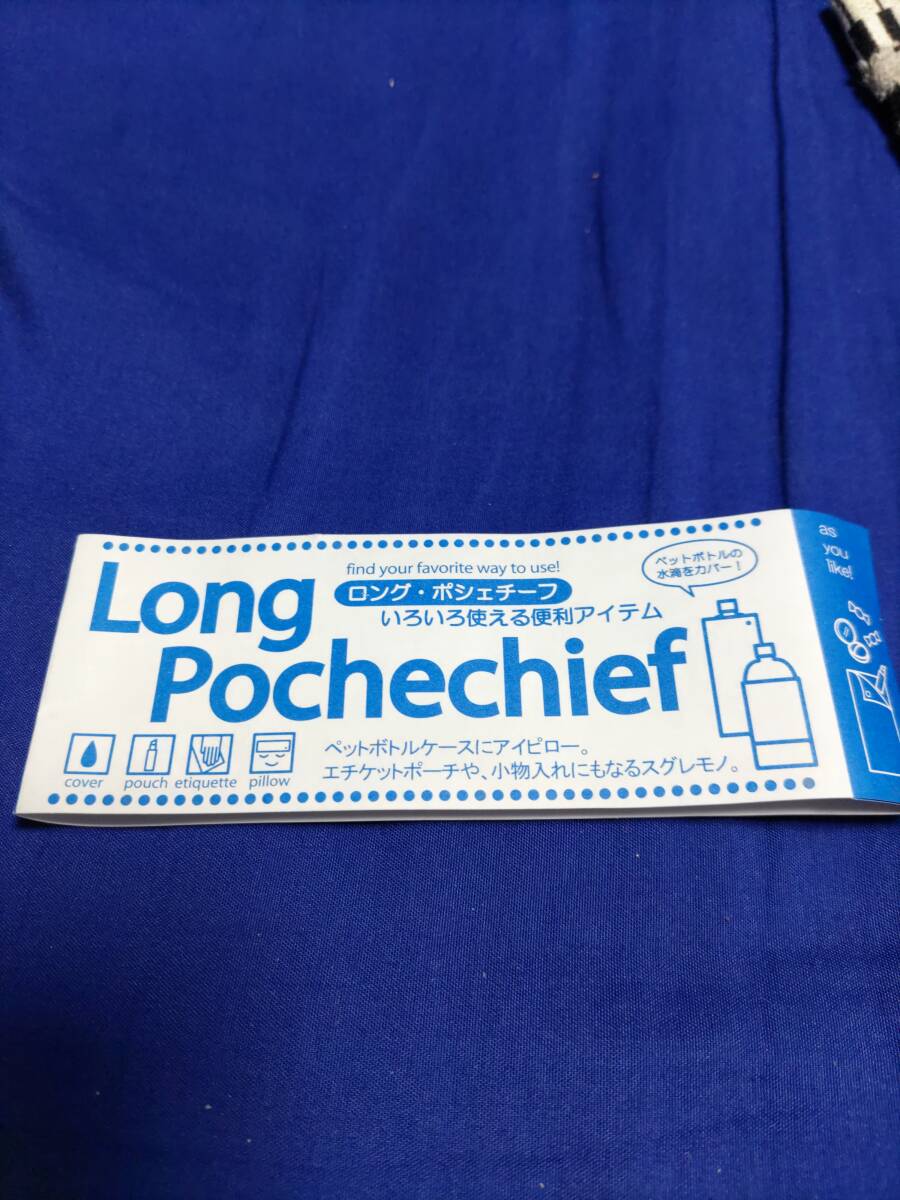 find your favorite way to use!
Long
ロング・ポシェチーフ
いろいろ使える便利アイテム
Pochechief
ペットボトルの
水滴をカバー！
cover
pouch
etiquette
pillow
ペットボトルケースにアイピロー。
エチケットポーチや、小物入れにもなるスグレモノ。
as
you
like!